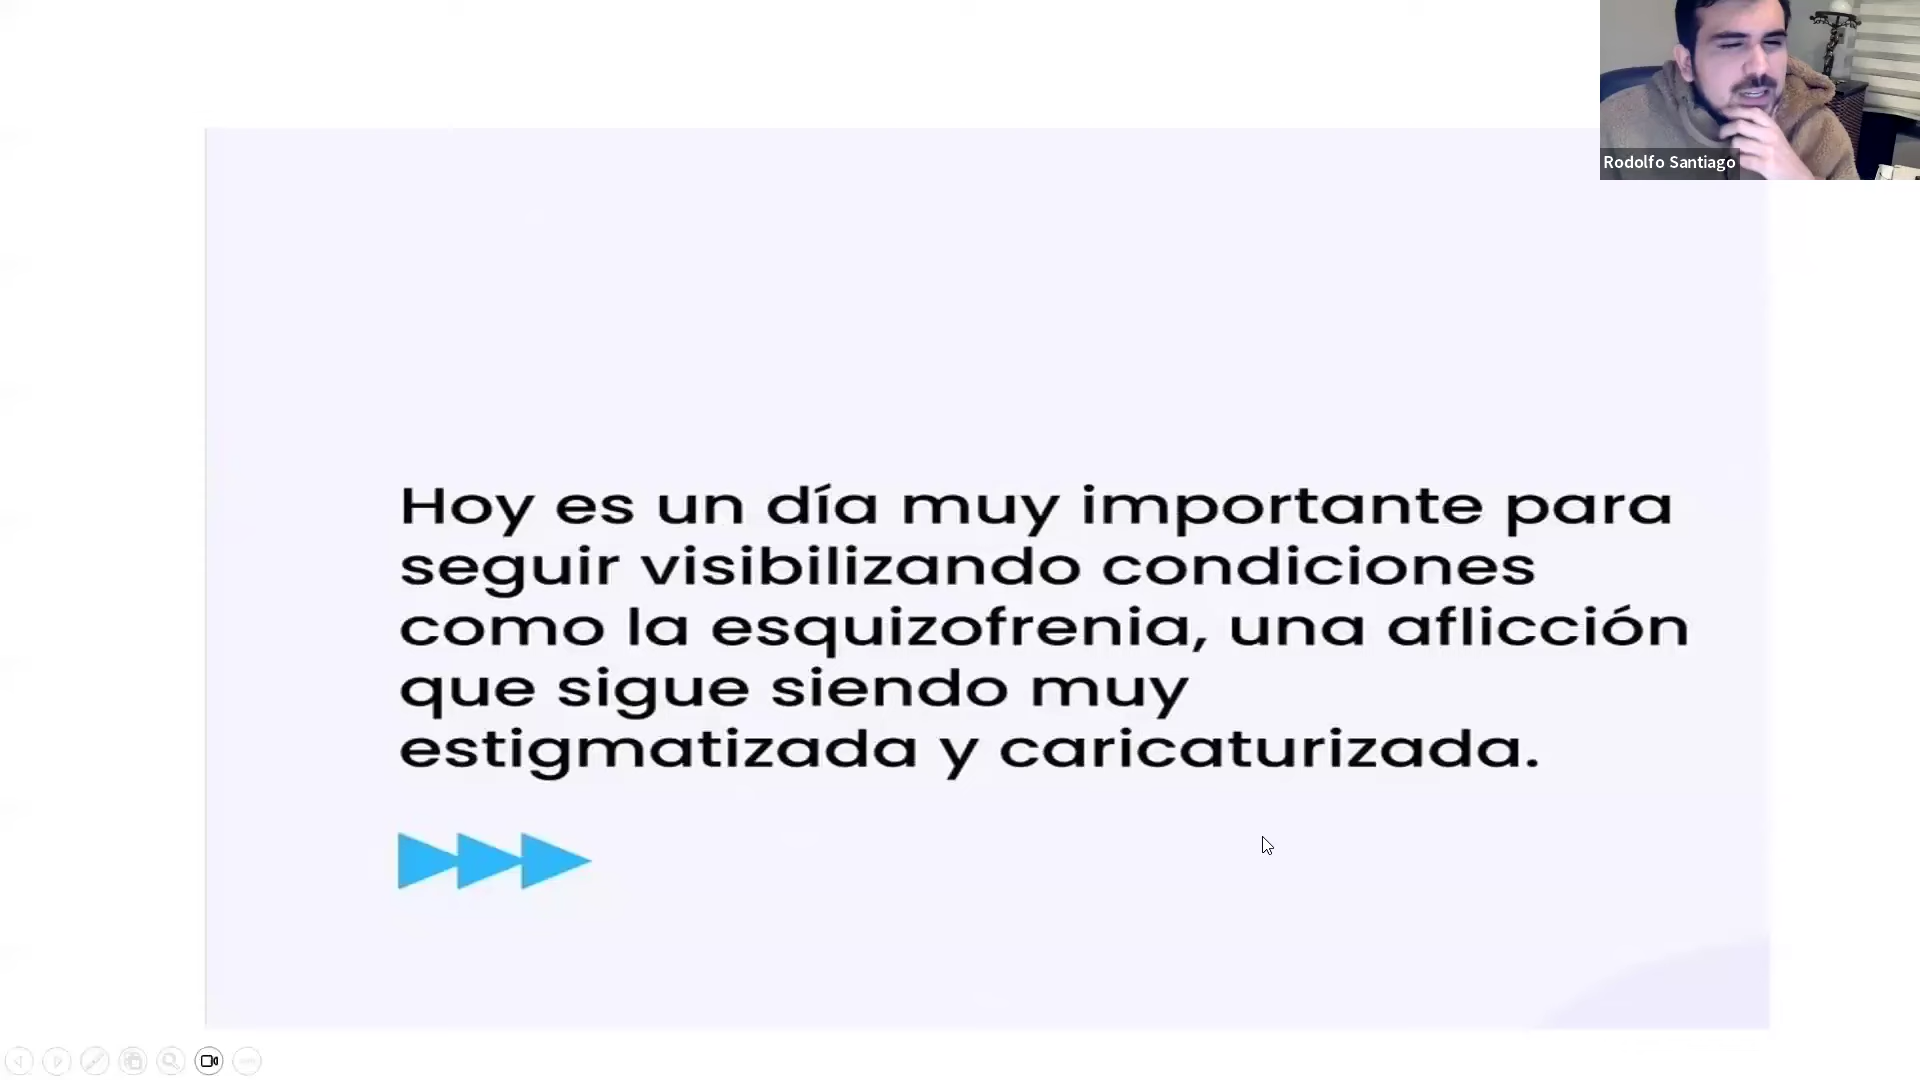 Rodolfo Santiago
Hoy es un día muy importante para
seguir visibilizando condiciones
como la esquizofrenia, una aflicción
que sigue siendo muy
estigmatizada y caricaturizada.